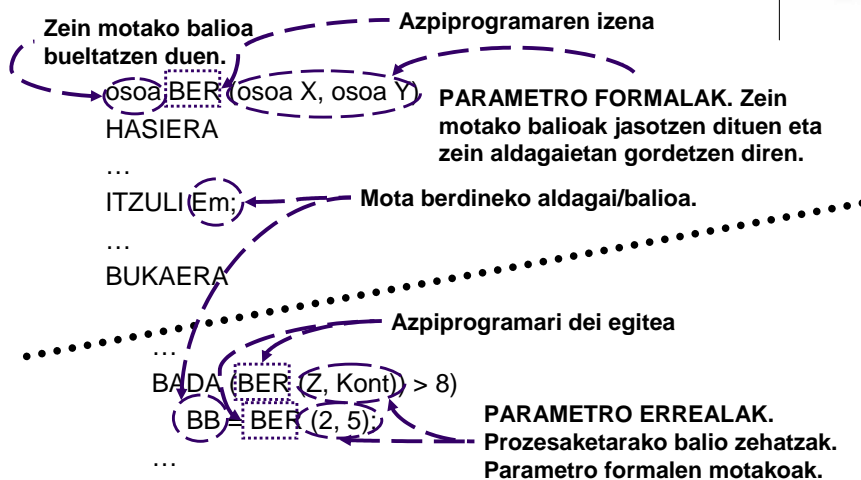 Zein motako balioa
bueltatzen duen.
Azpiprogramaren izena
osoa BER (osoa X, osoa Y)
PARAMETRO FORMALAK. Zein
motako balioak jasotzen dituen eta
zein aldagaietan gordetzen diren.
HASIERA
…
ITZULI Em;
Mota berdineko aldagai/balioa.
…
BUKAERA
Azpiprogramari dei egitea
…
BADA (BER (Z, Kont) > 8)
BB = BER (2, 5);
PARAMETRO ERREALAK.
Prozesaketarako balio zehatzak.
Parametro formalen motakoak.
…